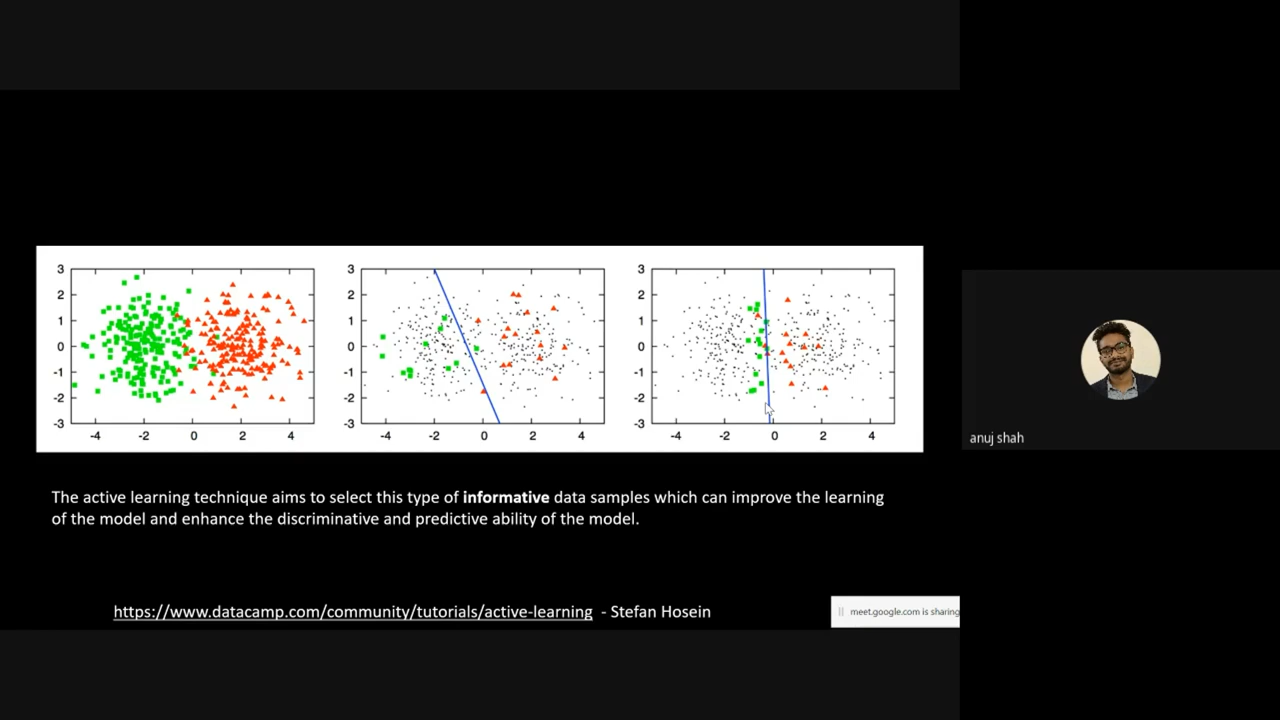 3
2
1
0
-1
-2
-3
-4 -2 0 2 4
3
2
1
0
-1
-2
-3
-4 -2 0 2 4
3
2
1
0
-1
-2
-3
-4 -2 0 2 4
The active learning technique aims to select this type of informative data samples which can improve the learning
of the model and enhance the discriminative and predictive ability of the model.
https://www.datacamp.com/community/tutorials/active-learning - Stefan Hosein
meet.google.com is sharing
anuj shah